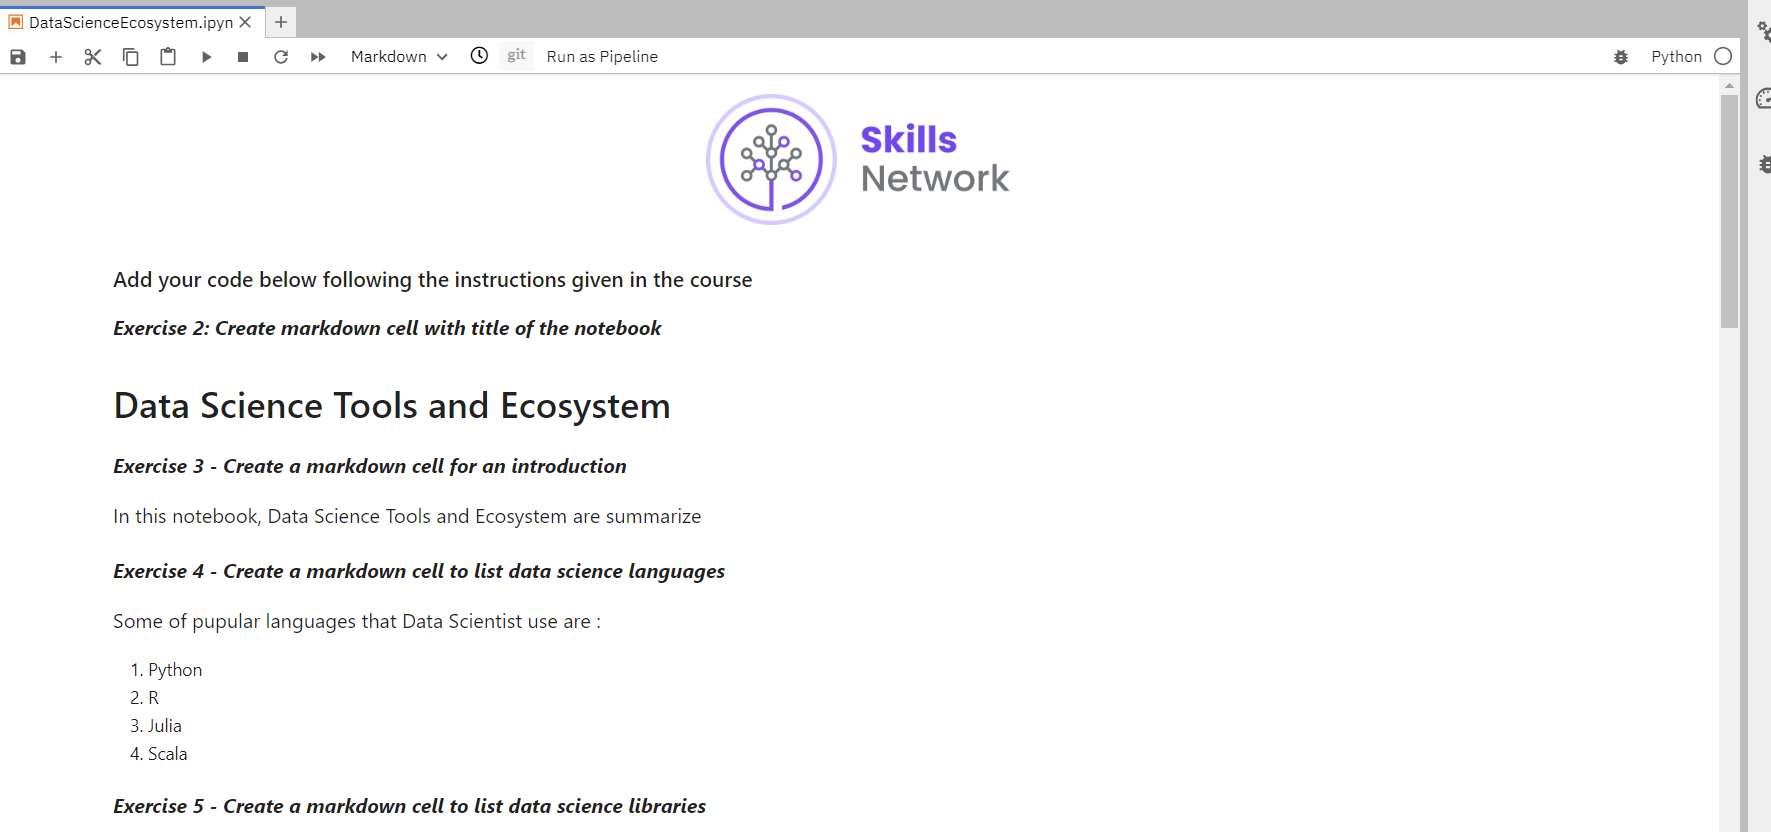 DataScienceEcosystem.ipyn
Markdown git Run as Pipeline Python
Skills
Network
Add your code below following the instructions given in the course
Exercise 2: Create markdown cell with title of the notebook
Data Science Tools and Ecosystem
Exercise 3 - Create a markdown cell for an introduction
In this notebook, Data Science Tools and Ecosystem are summarize
Exercise 4 - Create a markdown cell to list data science languages
Some of pupular languages that Data Scientist use are :
1. Python
2. R
3. Julia
4. Scala
Exercise 5 - Create a markdown cell to list data science libraries